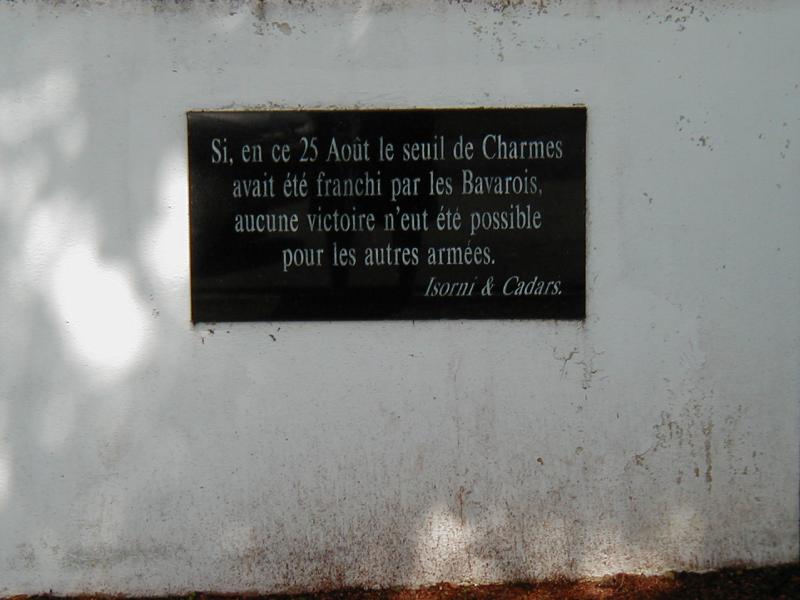 Si, en ce 25 Août le seuil de Charmes
avait été franchi par les Bavarois,
aucune victoire n'eut été possible
pour les autres armées.
Isorni & Cadars.